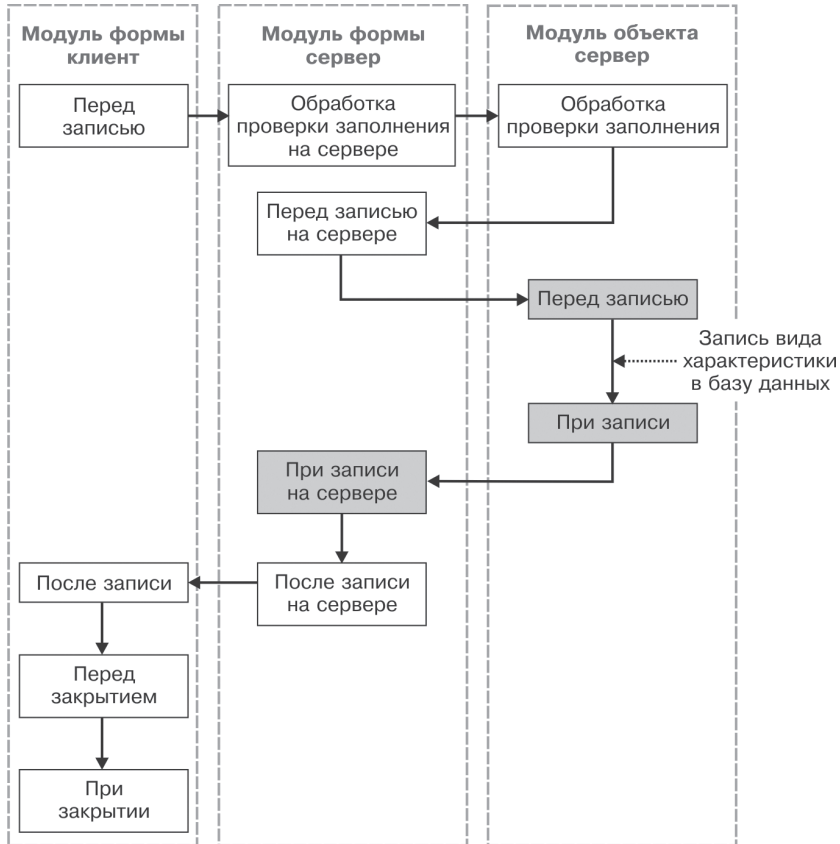 Модуль формы
клиент
Модуль формы
сервер
Модуль объекта
сервер
Перед
записью
Обработка
проверки заполнения
на сервере
Обработка
проверки заполнения
Перед записью
на сервере
Перед записью
Запись вида
характеристики
в базу данных
При записи
При записи
на сервере
После записи
После записи
на сервере
Перед
закрытием
При
закрытии